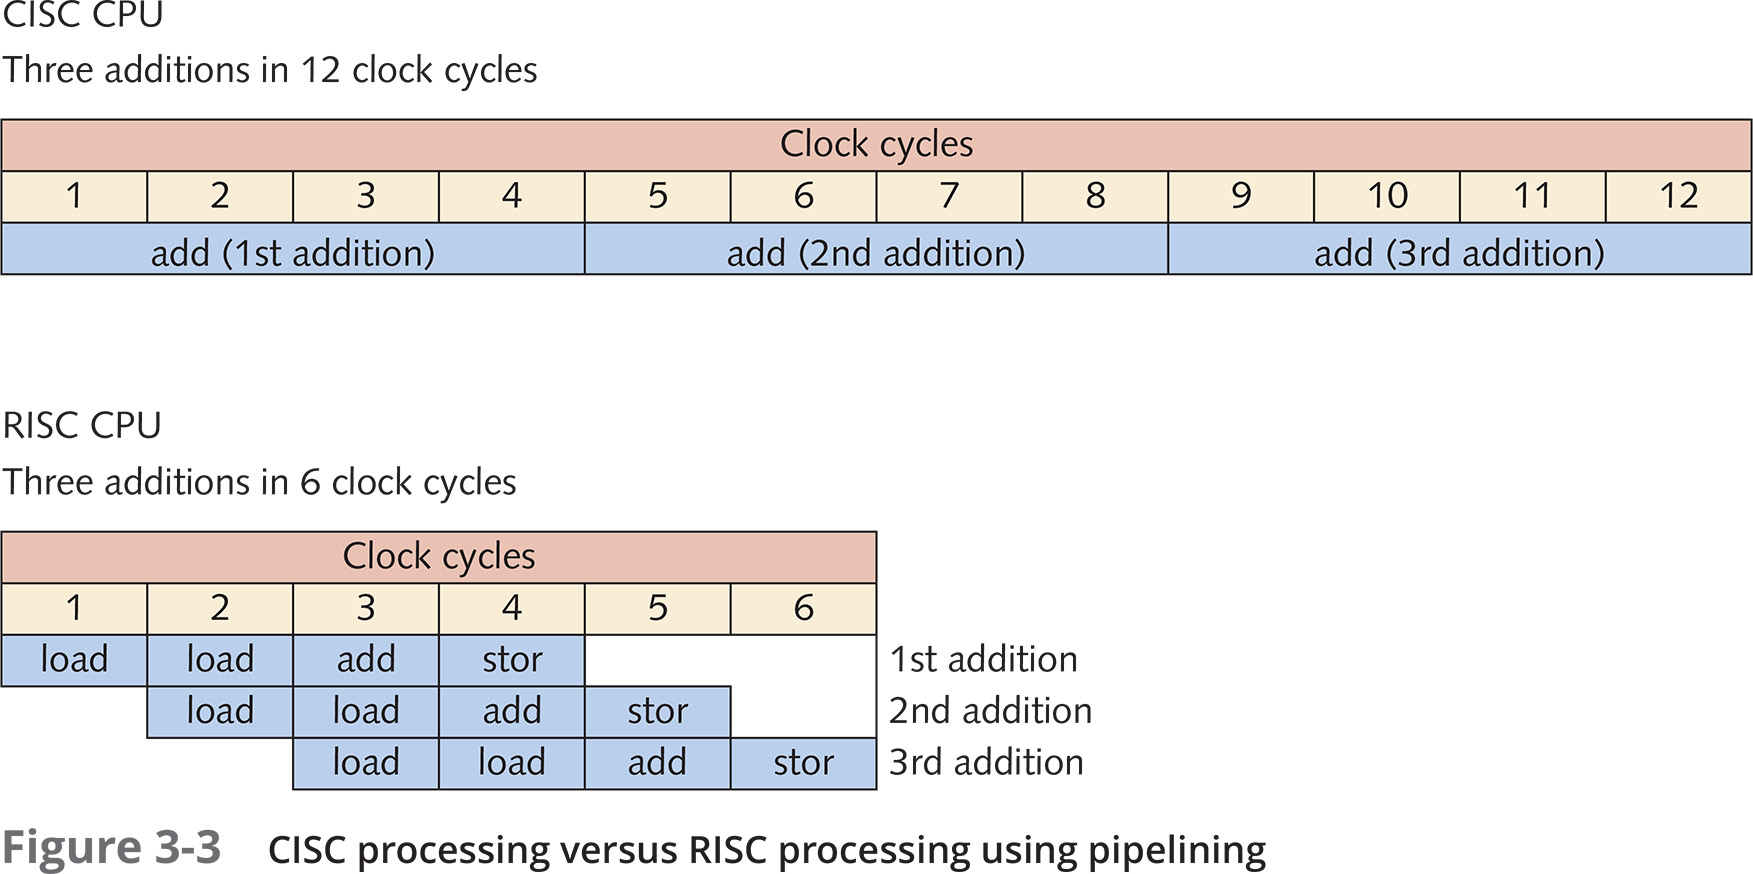 CISC CPU
Three additions in 12 clock cycles
Clock cycles
1 2 3 4 5 6 7 8 9 10 11 12
add (1st addition) add (2nd addition) add (3rd addition)
RISC CPU
Three additions in 6 clock cycles
Clock cycles
1 2 3 4 5 6
load load add stor 1st addition
load load add stor 2nd addition
load load add stor 3rd addition
Figure 3-3 CISC processing versus RISC processing using pipelining